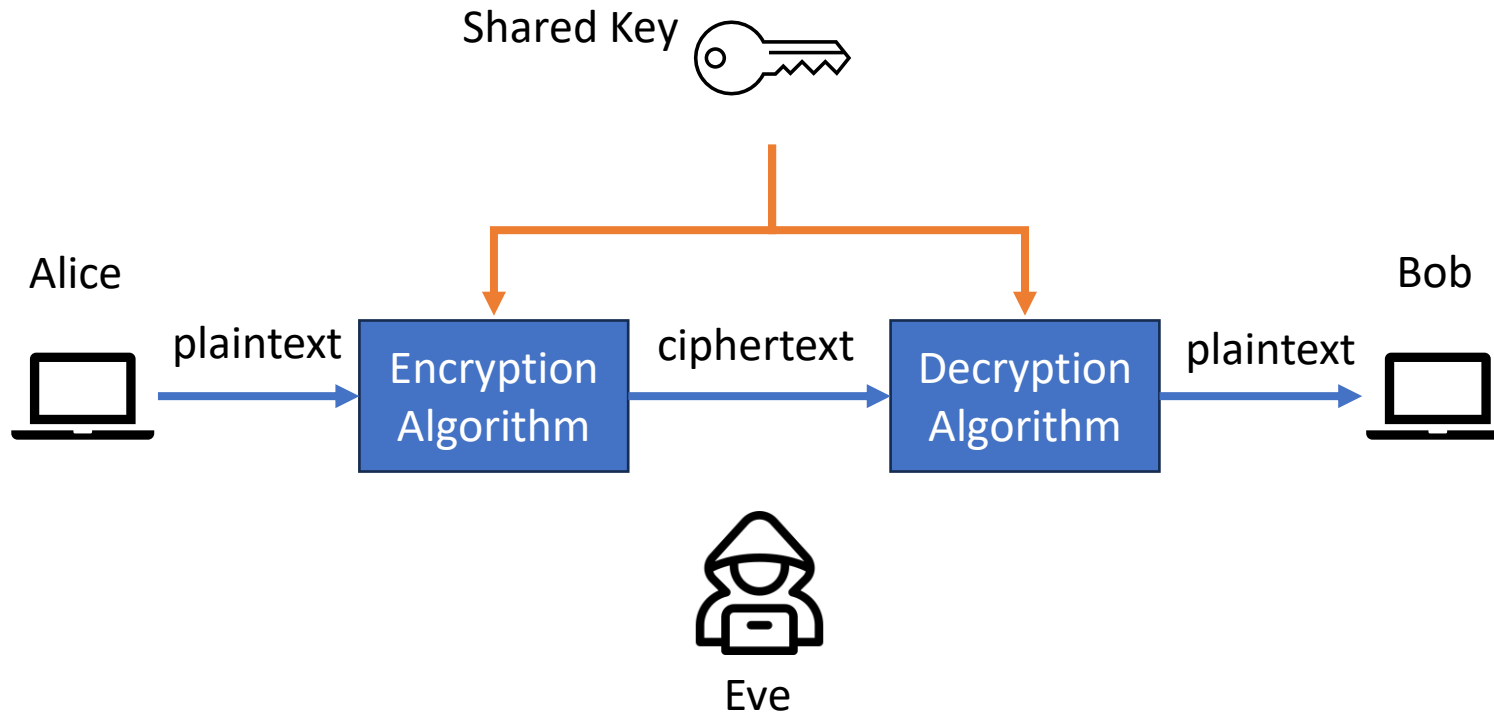 Shared Key
Alice
Bob
plaintext
Encryption
Algorithm
ciphertext
Decryption
Algorithm
plaintext
Eve